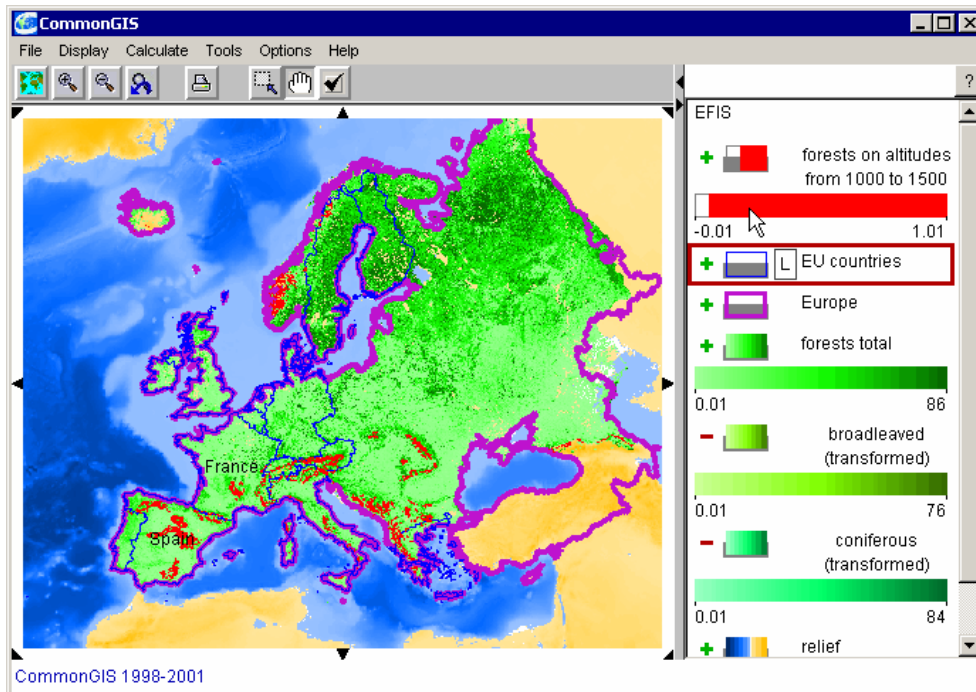 CommonGIS
File Display Calculate Tools Options Help
?
EFIS
forests on altitudes
from 1000 to 1500
-0.01 1.01
L EU countries
Europe
forests total
0.01 86
broadleaved
(transformed)
0.01 76
coniferous
(transformed)
0.01 84
relief
France
Spain
CommonGIS 1998-2001